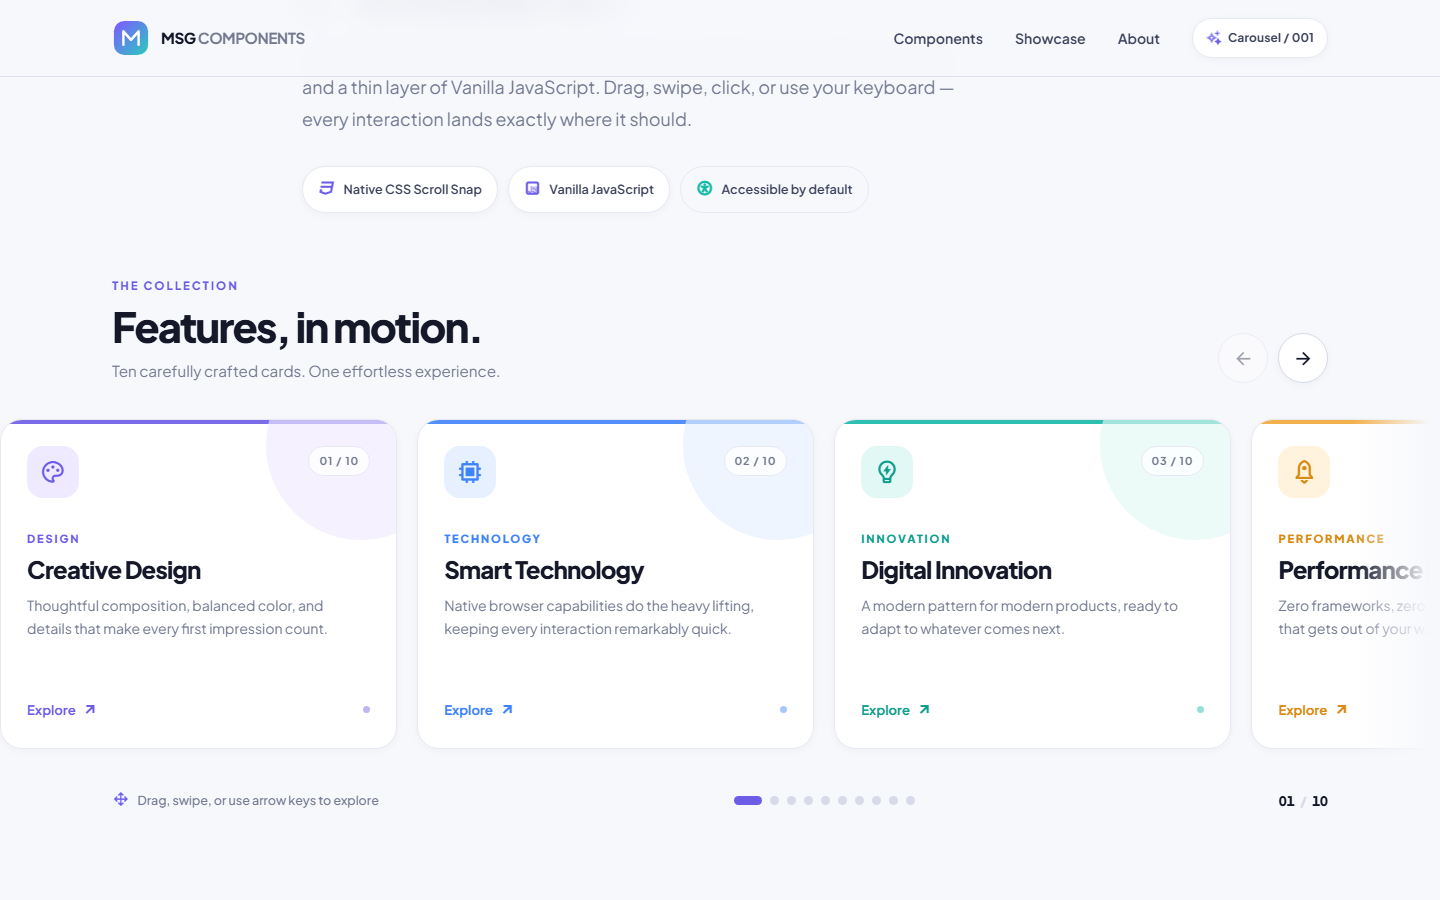 MSG COMPONENTS
Components
Showcase
About
Carousel / 001
and a thin layer of Vanilla JavaScript. Drag, swipe, click, or use your keyboard —
every interaction lands exactly where it should.
Native CSS Scroll Snap
Vanilla JavaScript
Accessible by default
THE COLLECTION
Features, in motion.
Ten carefully crafted cards. One effortless experience.
01 / 10
DESIGN
Creative Design
Thoughtful composition, balanced color, and
details that make every first impression count.
Explore
02 / 10
TECHNOLOGY
Smart Technology
Native browser capabilities do the heavy lifting,
keeping every interaction remarkably quick.
Explore
03 / 10
INNOVATION
Digital Innovation
A modern pattern for modern products, ready to
adapt to whatever comes next.
Explore
PERFORMANCE
Performance
Zero frameworks, zero
that gets out of your
Explore
Drag, swipe, or use arrow keys to explore
01 / 10